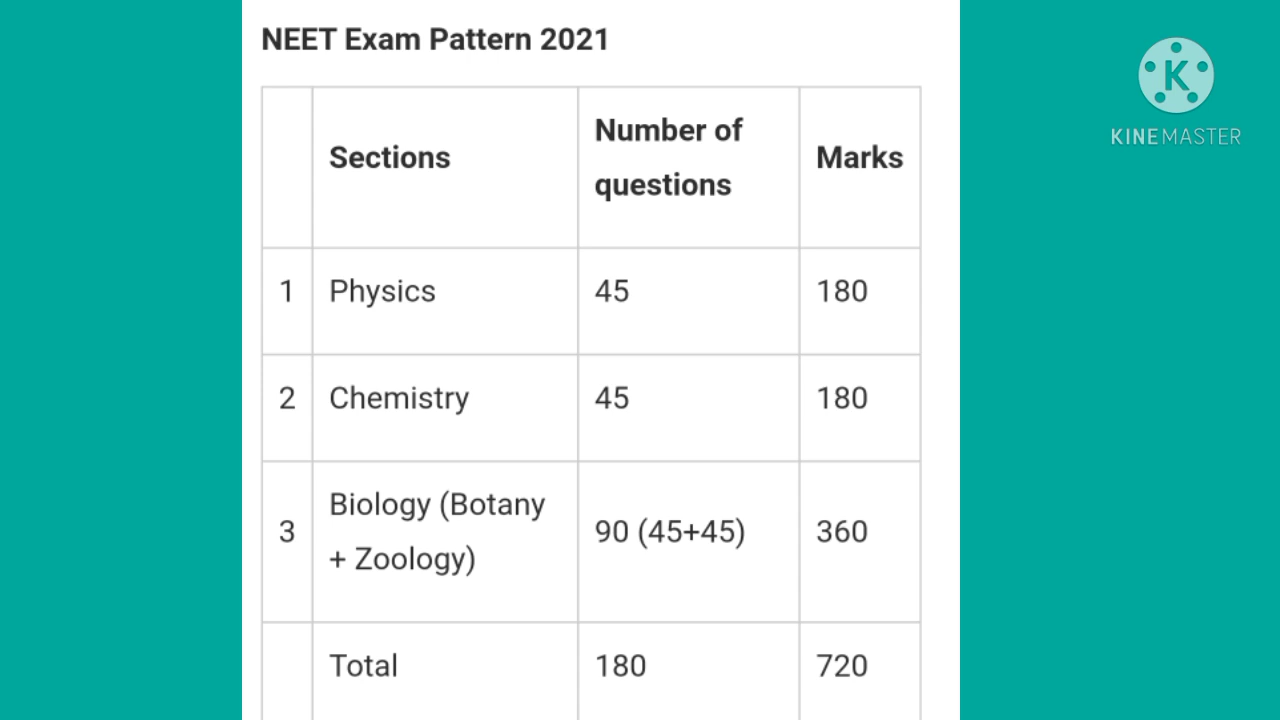 NEET Exam Pattern 2021
Sections
Number of
questions
Marks
1 Physics 45 180
2 Chemistry 45 180
3 Biology (Botany
+ Zoology) 90 (45+45) 360
Total 180 720
K
KINEMASTER